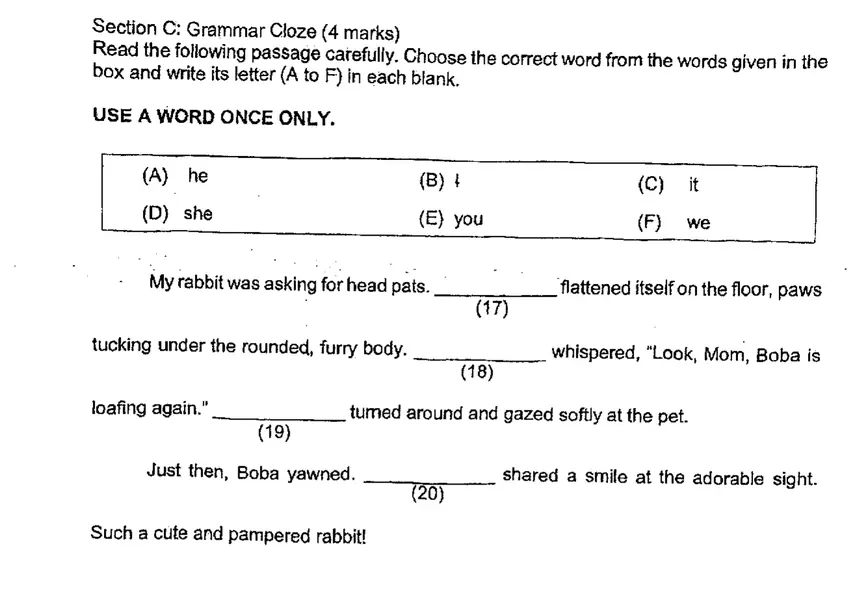 Section C: Grammar Cloze (4 marks)
Read the following passage carefully. Choose the correct word from the words given in the
box and write its letter (A to F) in each blank.
USE A WORD ONCE ONLY.
(A) he (B) I (C) it
(D) she (E) you (F) we
My rabbit was asking for head pats. ____________ flattened itself on the floor, paws
(17)
tucking under the rounded, furry body. ____________ whispered, "Look, Mom, Boba is
(18)
loafing again." ____________ turned around and gazed softly at the pet.
(19)
Just then, Boba yawned. ____________ shared a smile at the adorable sight.
(20)
Such a cute and pampered rabbit!